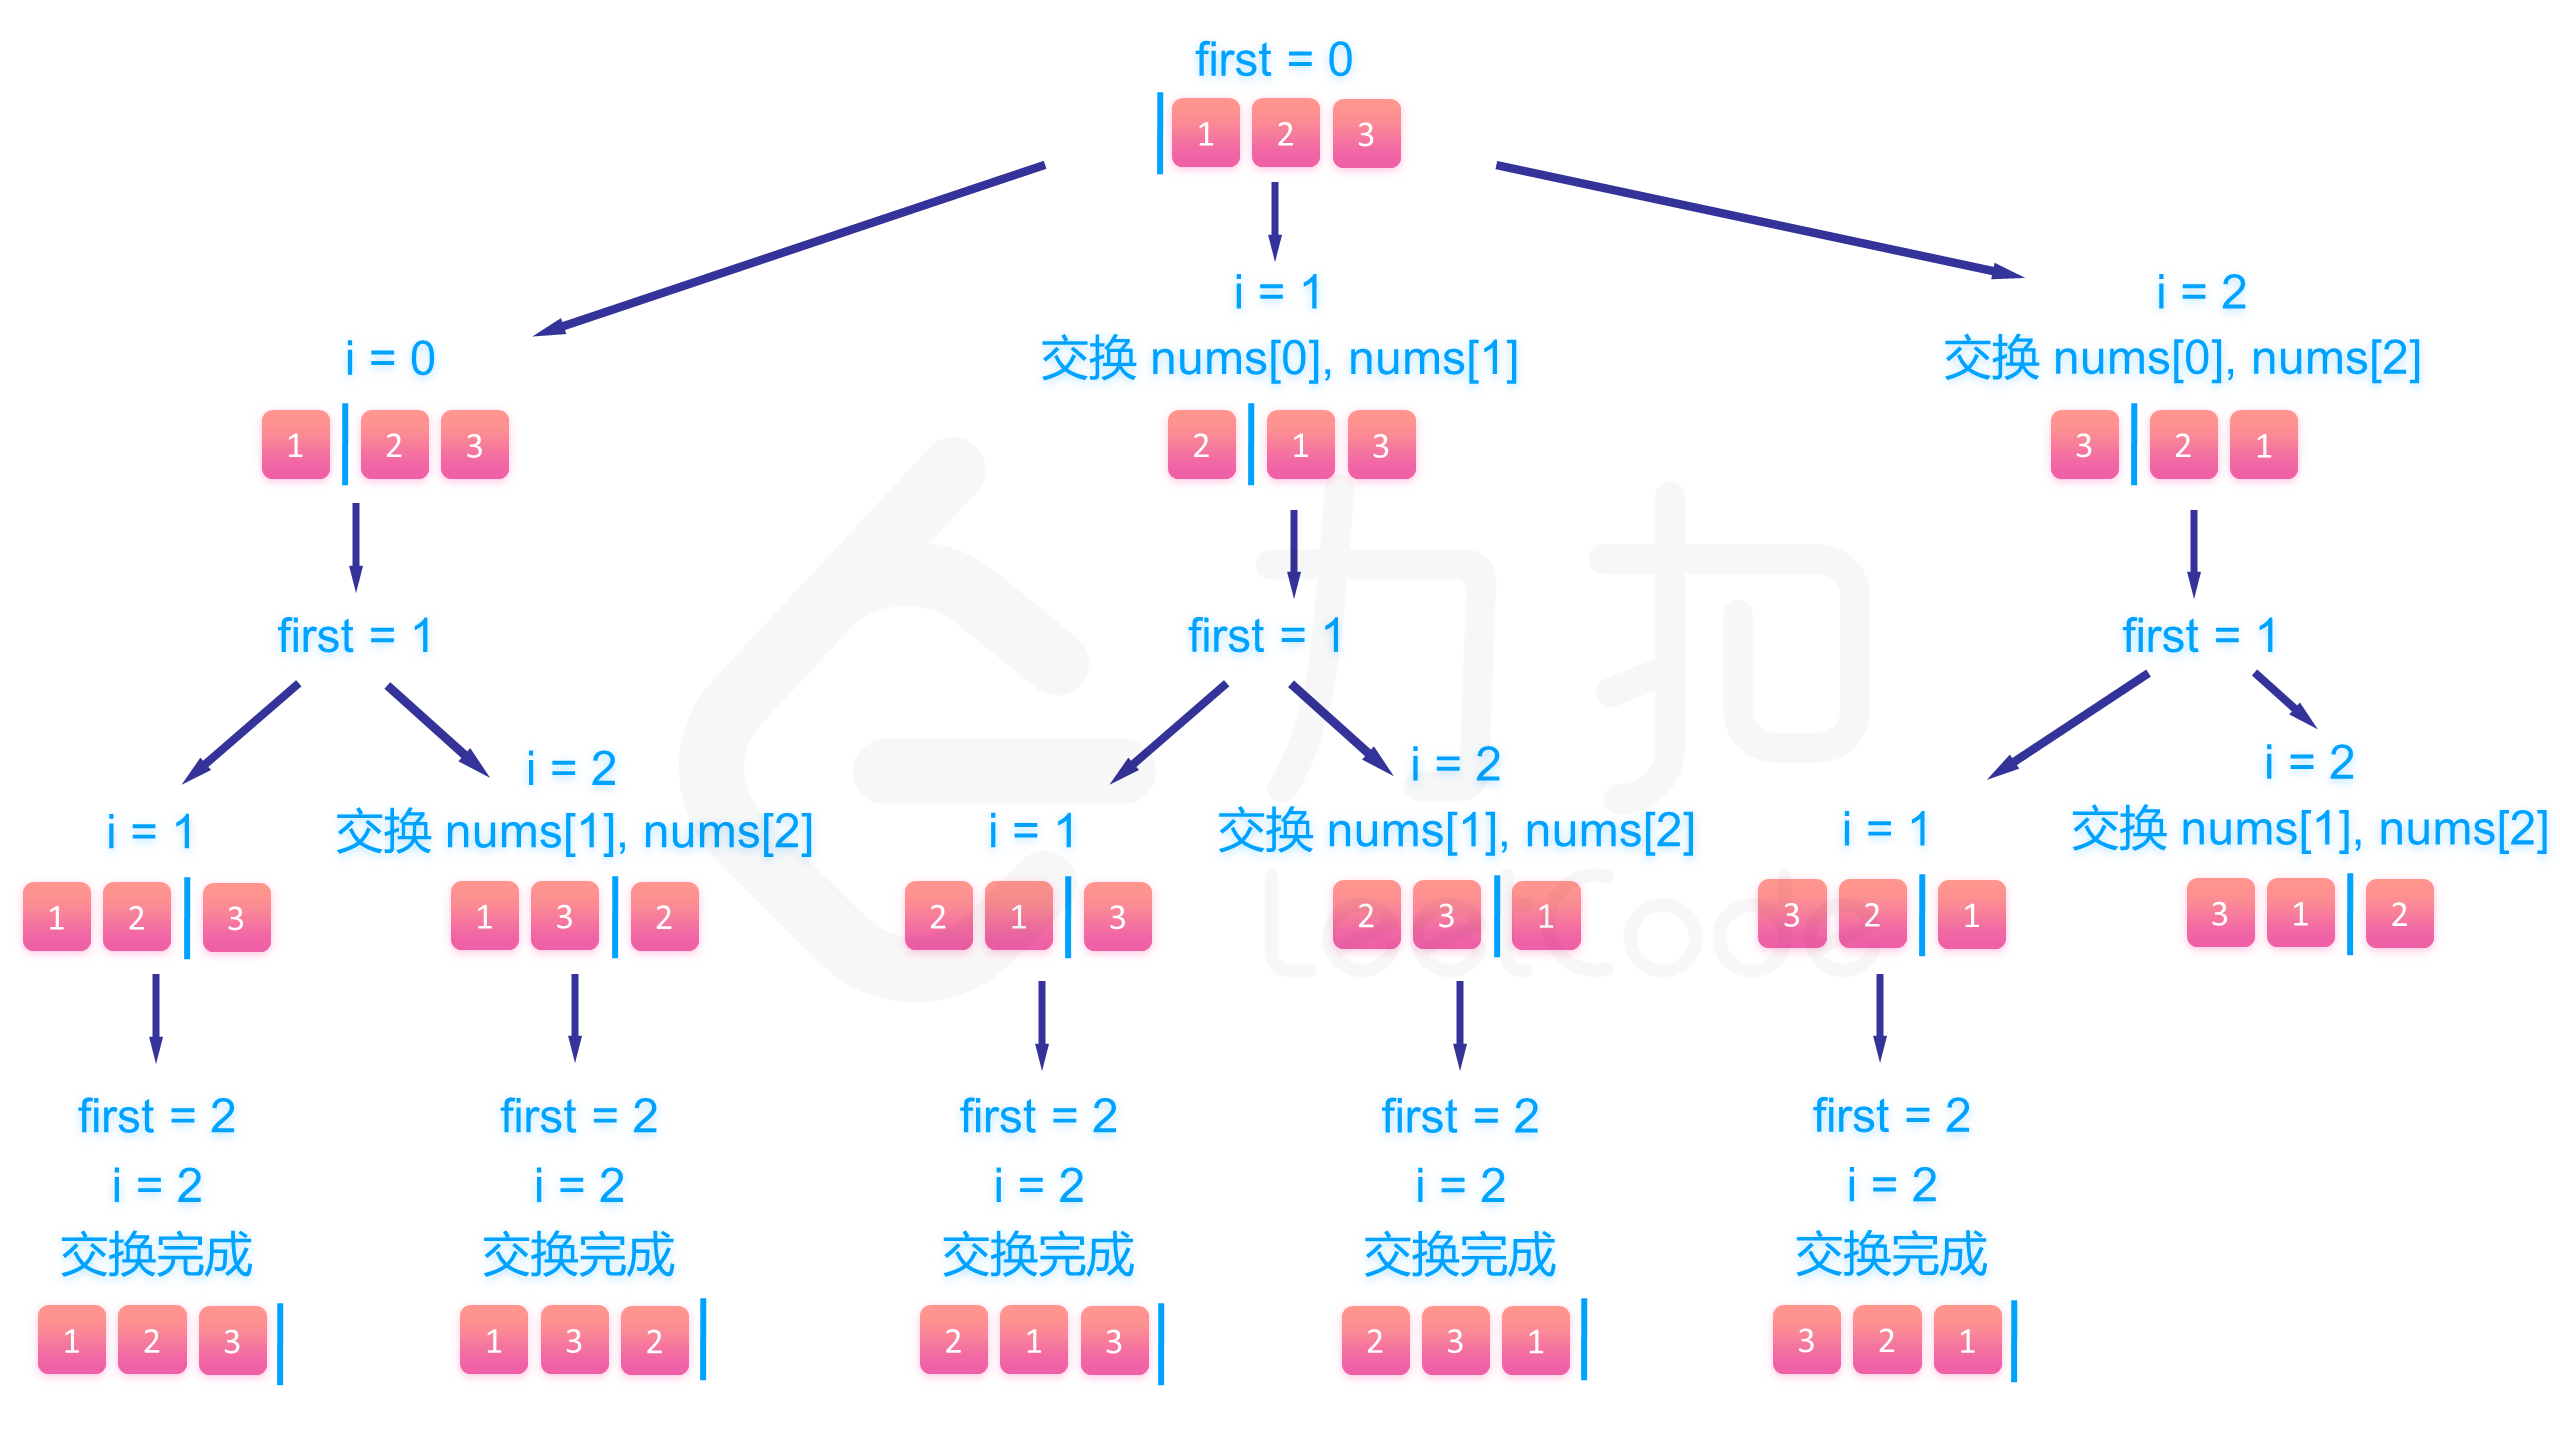 first = 0
1 2 3
i = 0
i = 1
交换 nums[0], nums[1]
i = 2
交换 nums[0], nums[2]
1 2 3
2 1 3
3 2 1
first = 1
first = 1
first = 1
i = 1
i = 2
交换 nums[1], nums[2]
i = 1
i = 2
交换 nums[1], nums[2]
i = 1
i = 2
交换 nums[1], nums[2]
1 2 3
1 3 2
2 1 3
2 3 1
3 2 1
3 1 2
力扣
LeetCode
first = 2
i = 2
交换完成
1 2 3
first = 2
i = 2
交换完成
1 3 2
first = 2
i = 2
交换完成
2 1 3
first = 2
i = 2
交换完成
2 3 1
first = 2
i = 2
交换完成
3 2 1